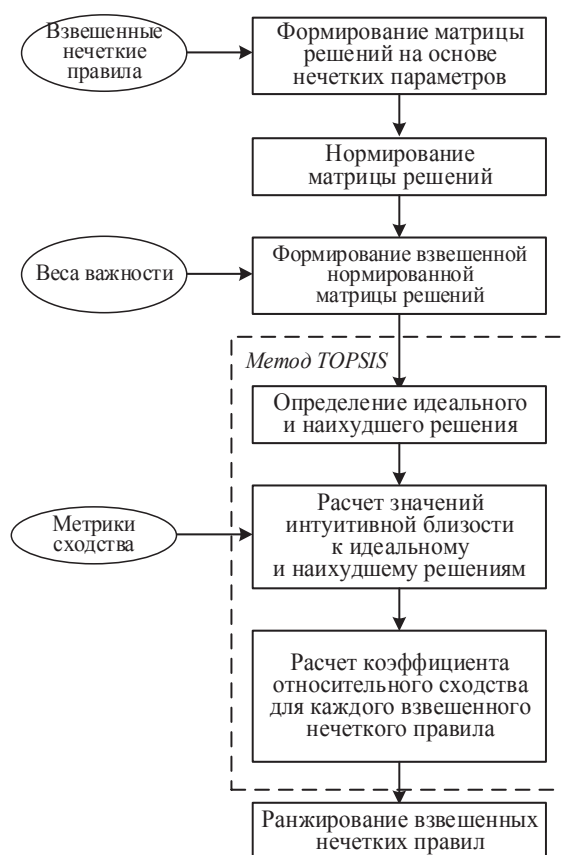 Взвешенные
нечеткие
правила
Формирование матрицы
решений на основе
нечетких параметров
Нормирование
матрицы решений
Веса важности
Формирование взвешенной
нормированной
матрицы решений
Метод TOPSIS
Определение идеального
и наихудшего решения
Метрики
сходства
Расчет значений
интуитивной близости
к идеальному
и наихудшему решениям
Расчет коэффициента
относительного сходства
для каждого взвешенного
нечеткого правила
Ранжирование взвешенных
нечетких правил